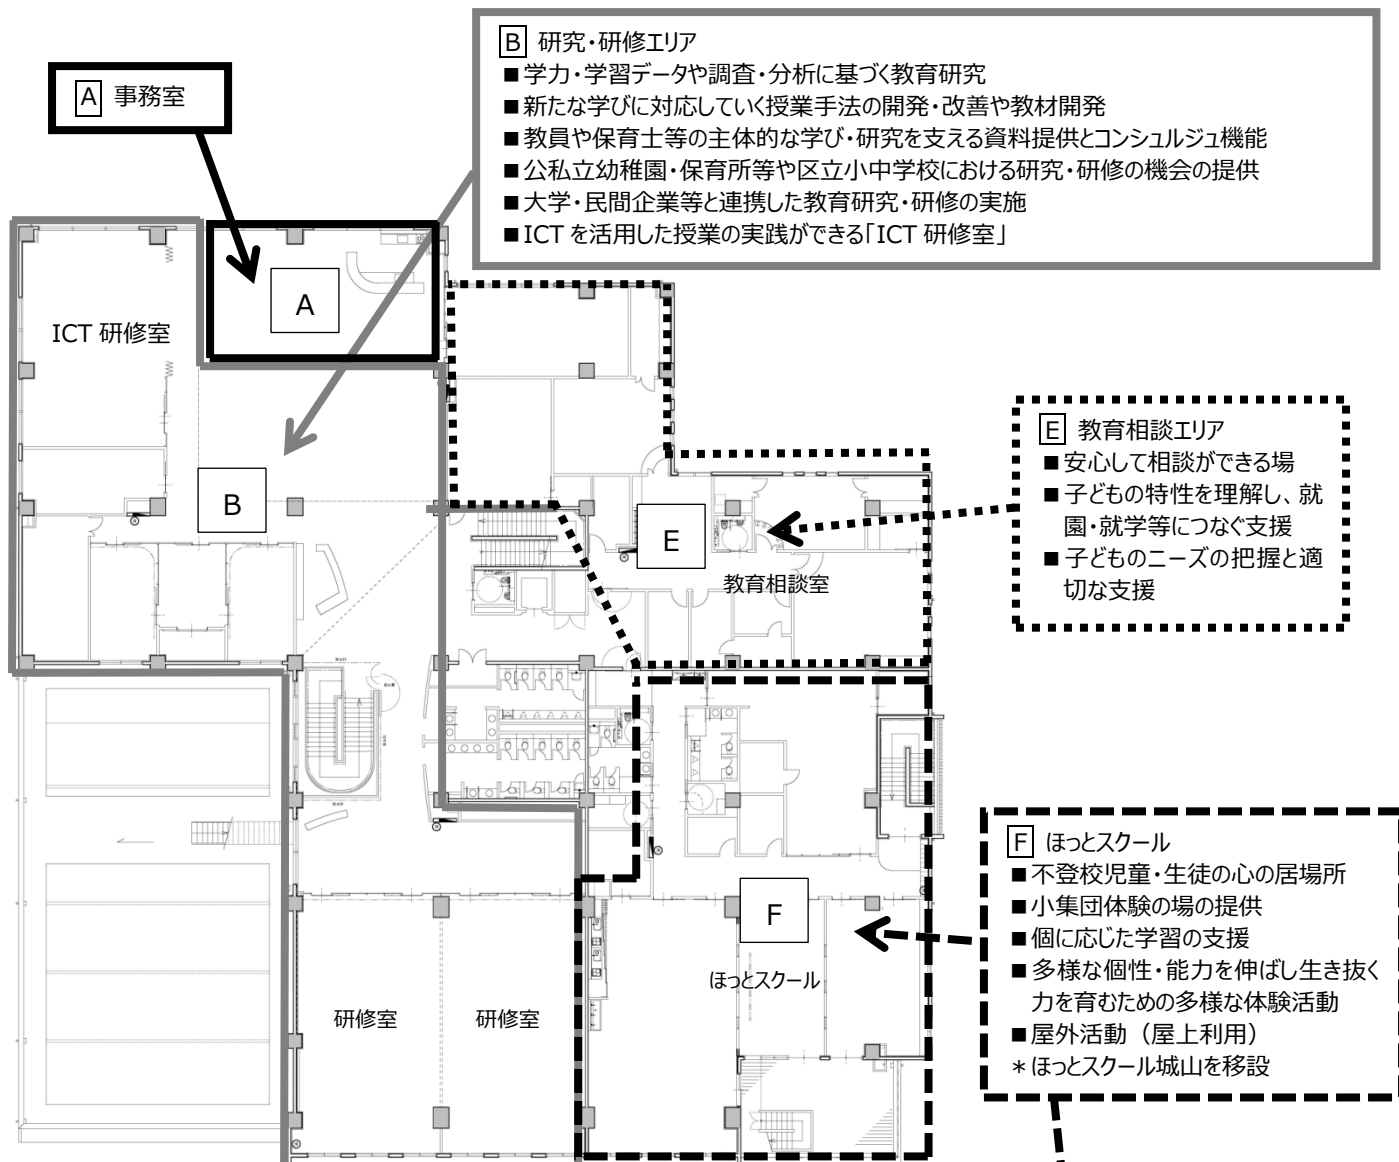 A 事務室
B 研究・研修エリア
■学力・学習データや調査・分析に基づく教育研究
■新たな学びに対応していく授業手法の開発・改善や教材開発
■教員や保育士等の主体的な学び・研究を支える資料提供とコンシュルジュ機能
■公私立幼稚園・保育所等や区立小中学校における研究・研修の機会の提供
■大学・民間企業等と連携した教育研究・研修の実施
■ICT を活用した授業の実践ができる「ICT 研修室」
A
ICT 研修室
B
E 教育相談エリア
■安心して相談ができる場
■子どもの特性を理解し、就
園・就学等につなぐ支援
■子どものニーズの把握と適
切な支援
E
教育相談室
F ほっとスクール
■不登校児童・生徒の心の居場所
■小集団体験の場の提供
■個に応じた学習の支援
■多様な個性・能力を伸ばし生き抜く
力を育むための多様な体験活動
■屋外活動（屋上利用）
＊ほっとスクール城山を移設
F
ほっとスクール
研修室
研修室